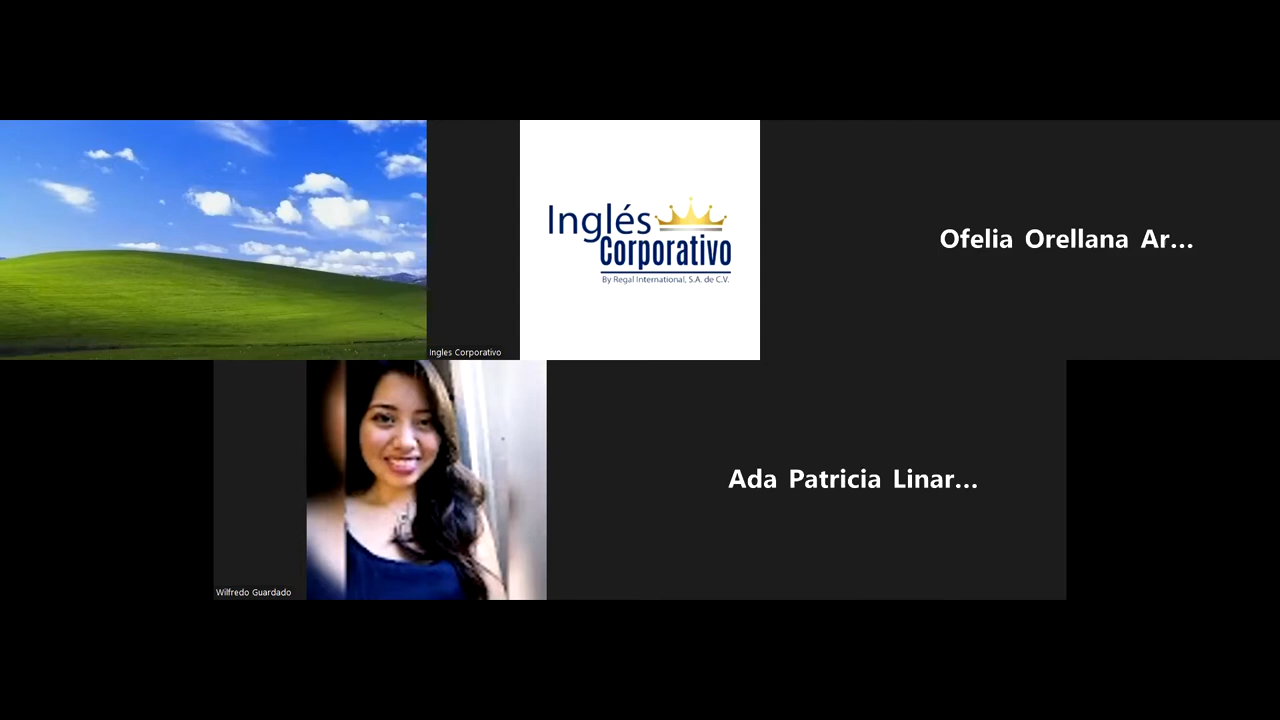 Inglés
Corporativo
By Regal International, S.A. de C.V.
Ingles Corporativo
Ofelia Orellana Ar...
Wilfredo Guardado
Ada Patricia Linar...